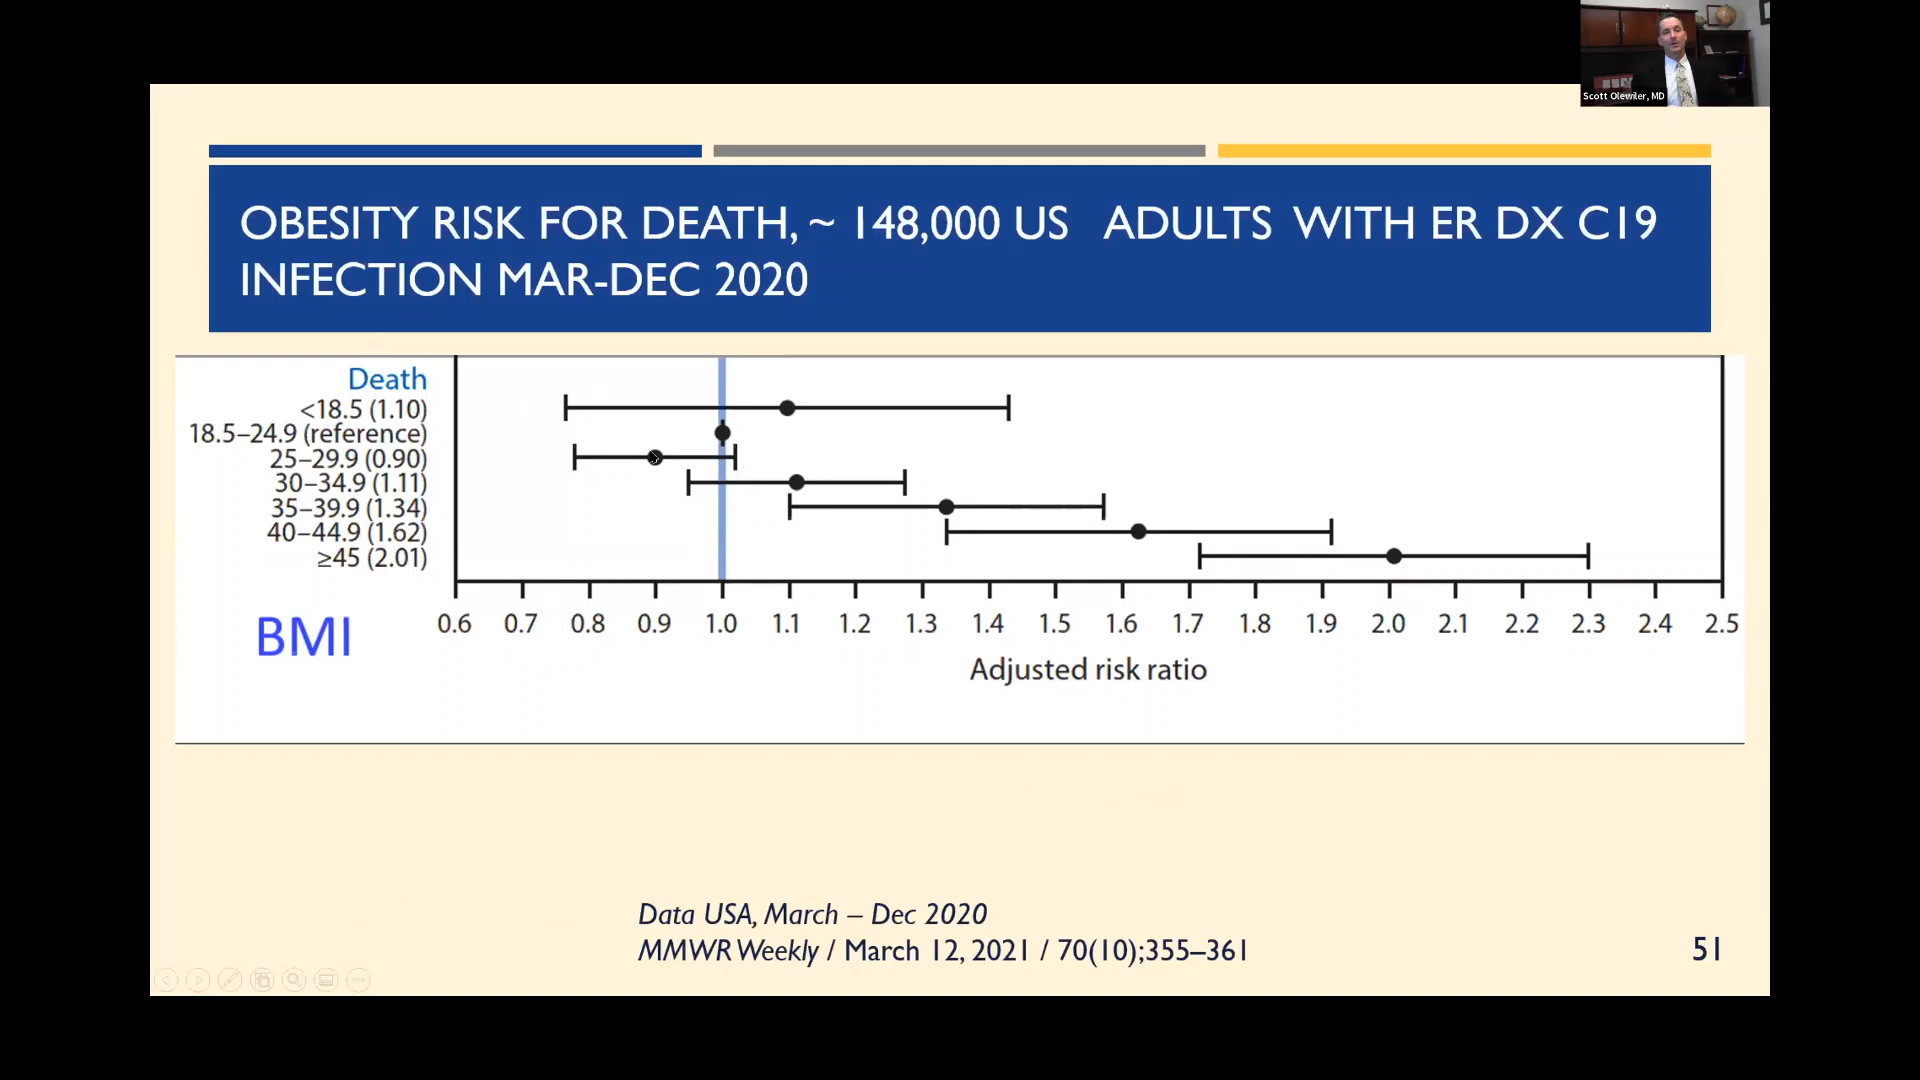 Scott Olewiler, MD
OBESITY RISK FOR DEATH, ~ 148,000 US ADULTS WITH ER DX C19
INFECTION MAR-DEC 2020
Death
<18.5 (1.10)
18.5–24.9 (reference)
25–29.9 (0.90)
30–34.9 (1.11)
35–39.9 (1.34)
40–44.9 (1.62)
≥45 (2.01)
BMI
0.6 0.7 0.8 0.9 1.0 1.1 1.2 1.3 1.4 1.5 1.6 1.7 1.8 1.9 2.0 2.1 2.2 2.3 2.4 2.5
Adjusted risk ratio
Data USA, March – Dec 2020
MMWR Weekly / March 12, 2021 / 70(10);355–361
51